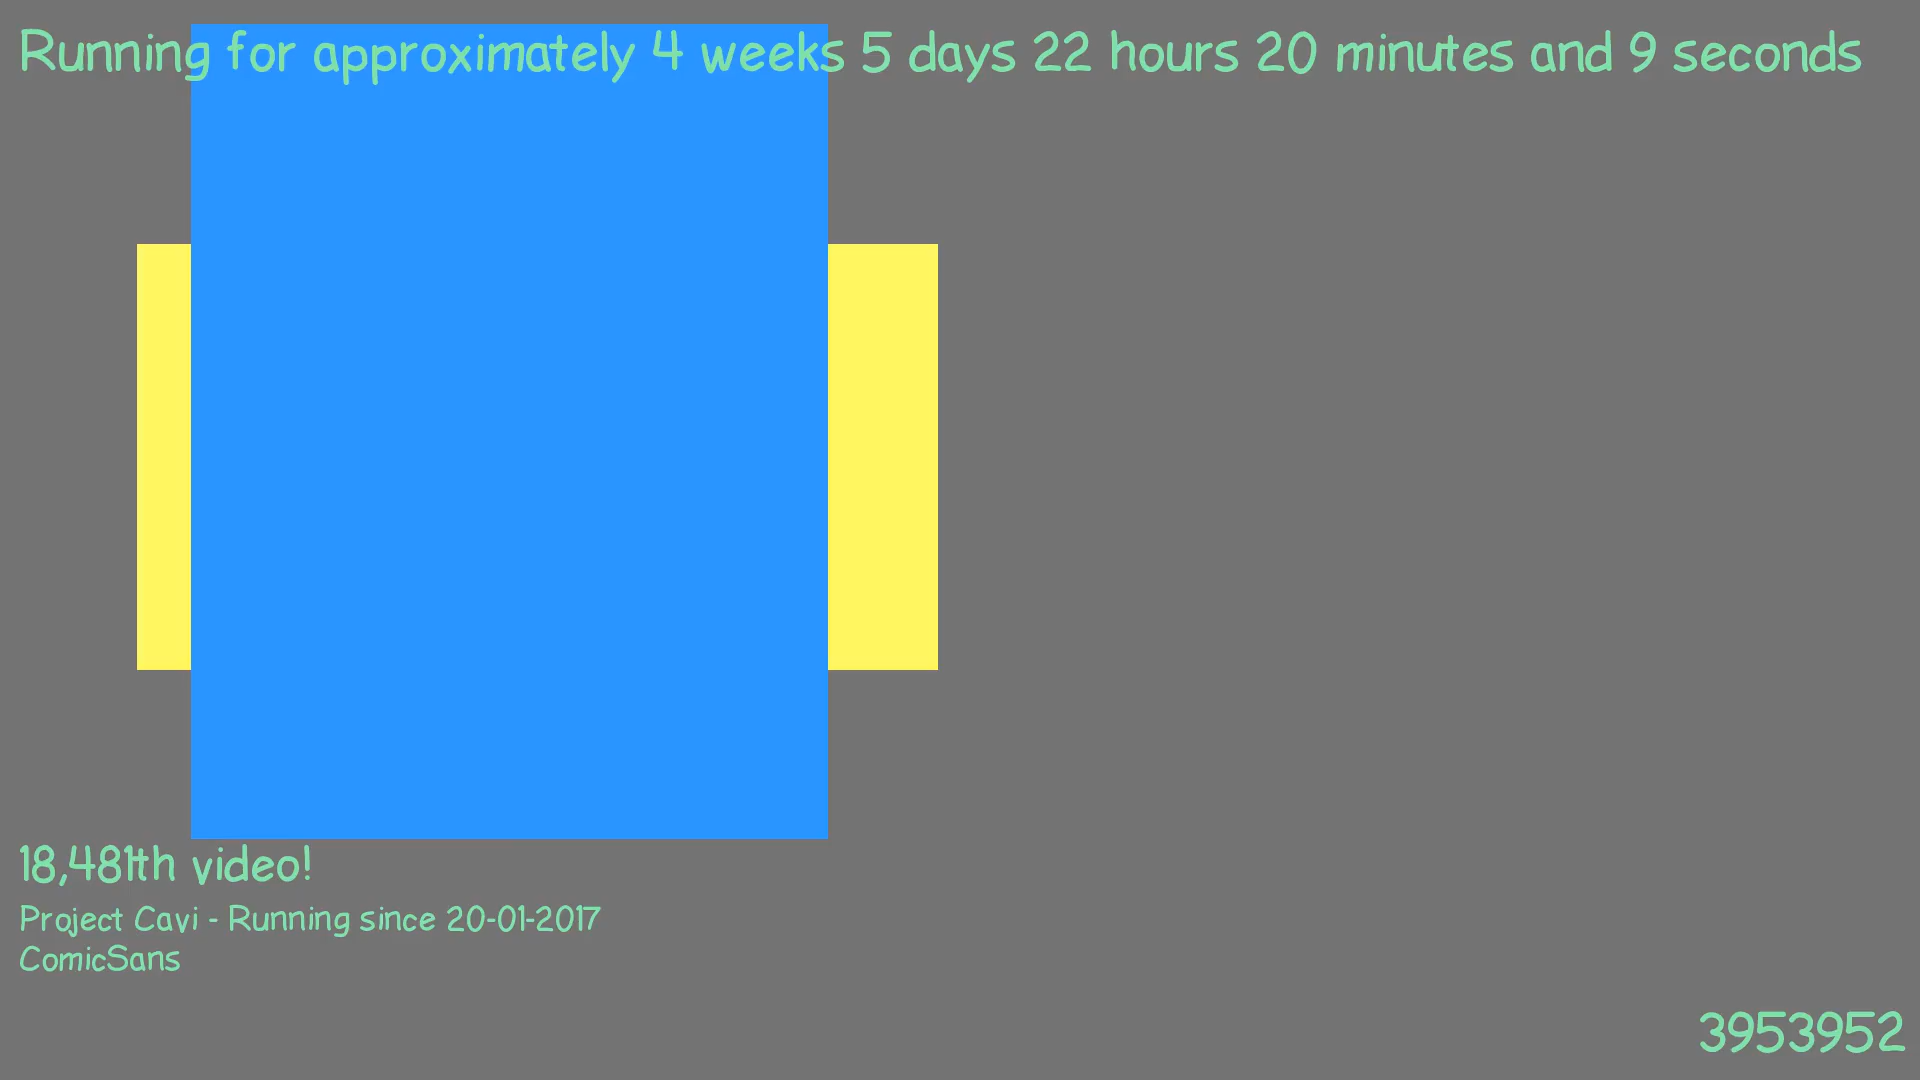 Running for approximately 4 weeks 5 days 22 hours 20 minutes and 9 seconds
18,481th video!
Project Cavi - Running since 20-01-2017
ComicSans
3953952